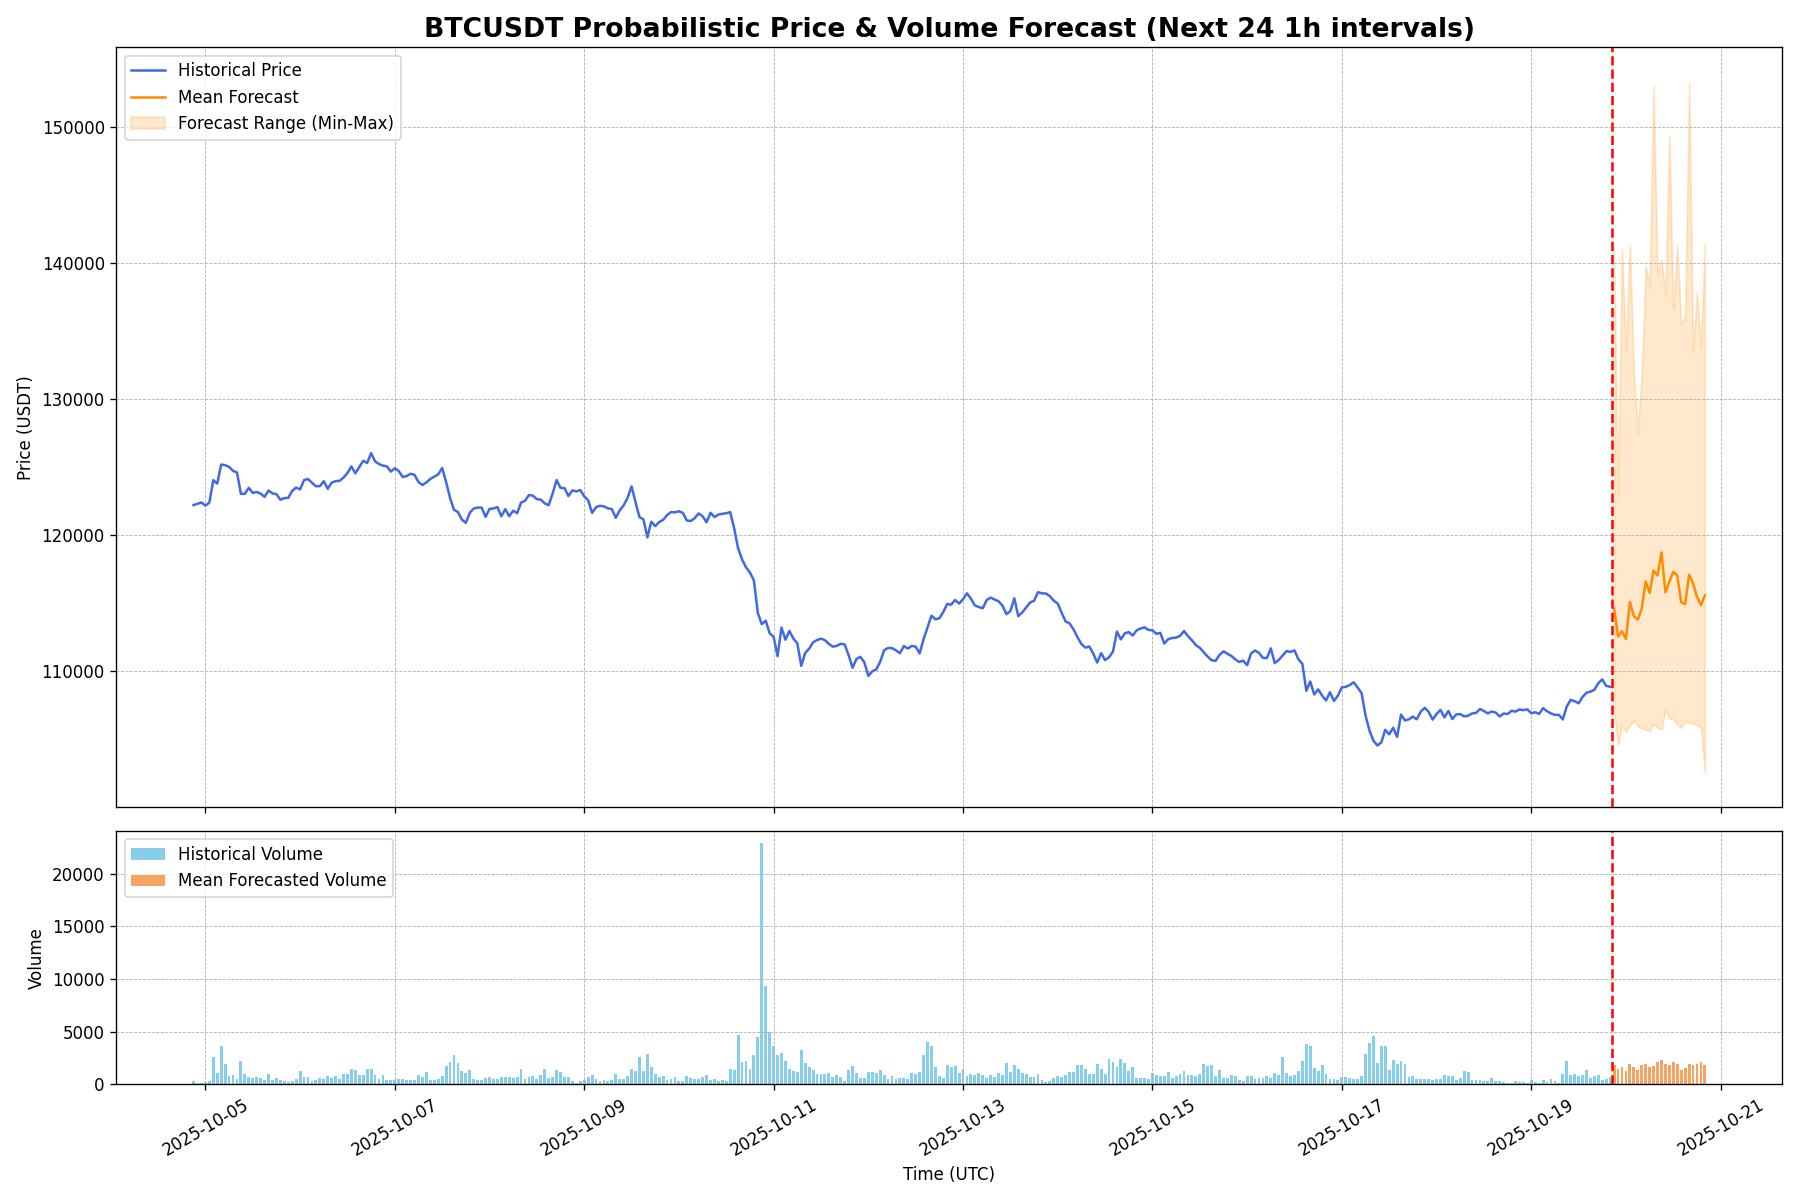 BTCUSDT Probabilistic Price & Volume Forecast (Next 24 1h intervals)
Historical Price
Mean Forecast
Forecast Range (Min-Max)
150000
140000
130000
120000
110000
Price (USDT)
Historical Volume
Mean Forecasted Volume
20000
15000
10000
5000
0
Volume
2025-10-05
2025-10-07
2025-10-09
2025-10-11
2025-10-13
2025-10-15
2025-10-17
2025-10-19
2025-10-21
Time (UTC)